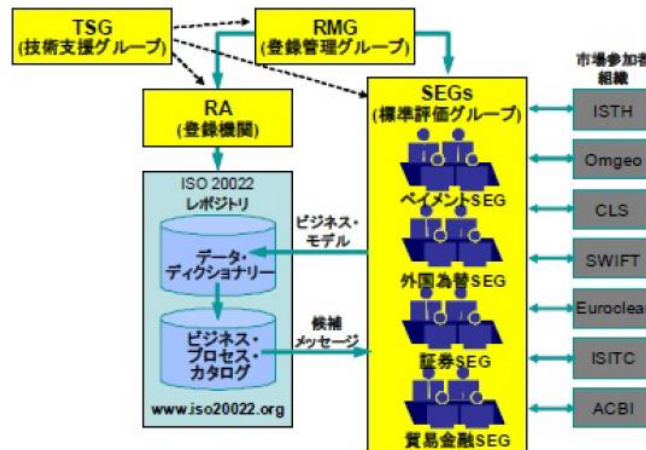 TSG
(技術支援グループ)
RMG
(登録管理グループ)
RA
(登録機関)
SEGs
(標準評価グループ)
市場参加者
組織
ISO 20022
レポジトリ
データ・
ディクショナリー
ビジネス・
プロセス・
カタログ
www.iso20022.org
ビジネス・
モデル
候補
メッセージ
ペイメントSEG
外国為替SEG
証券SEG
貿易金融SEG
ISTH
Omgeo
CLS
SWIFT
Euroclear
ISITC
ACBI